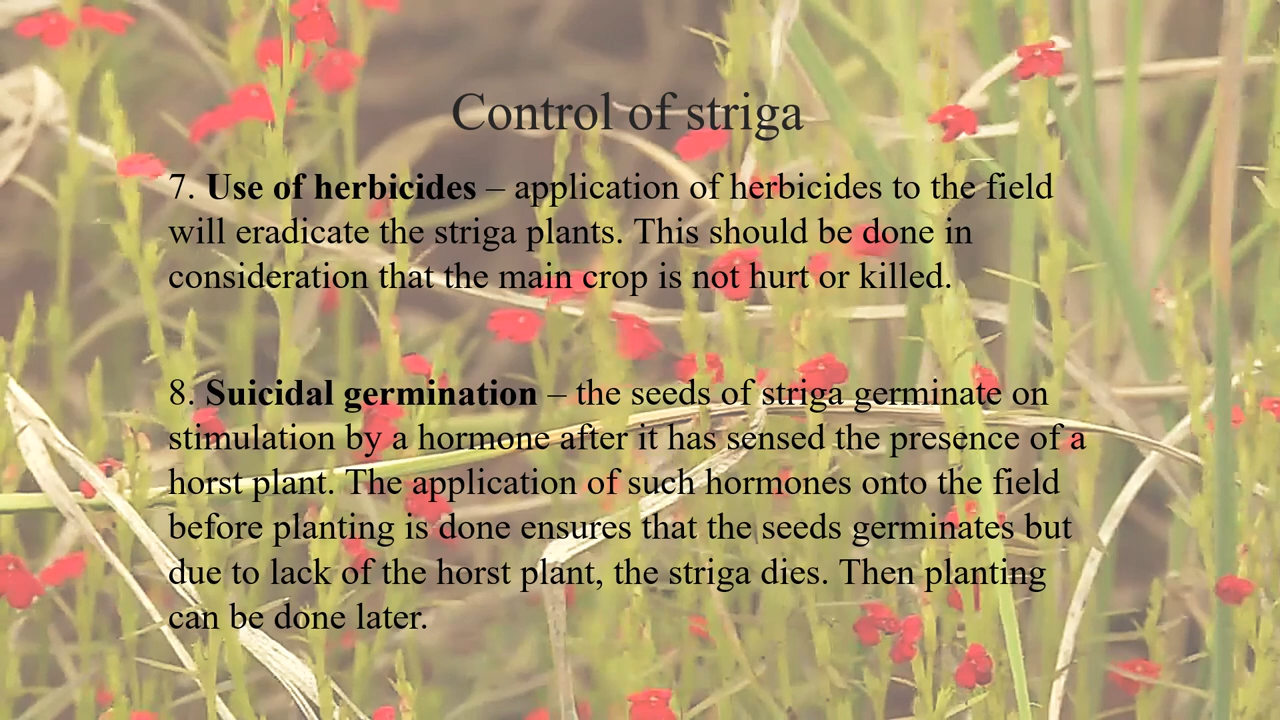 Control of striga
7. Use of herbicides – application of herbicides to the field
will eradicate the striga plants. This should be done in
consideration that the main crop is not hurt or killed.
8. Suicidal germination – the seeds of striga germinate on
stimulation by a hormone after it has sensed the presence of a
horst plant. The application of such hormones onto the field
before planting is done ensures that the seeds germinates but
due to lack of the horst plant, the striga dies. Then planting
can be done later.